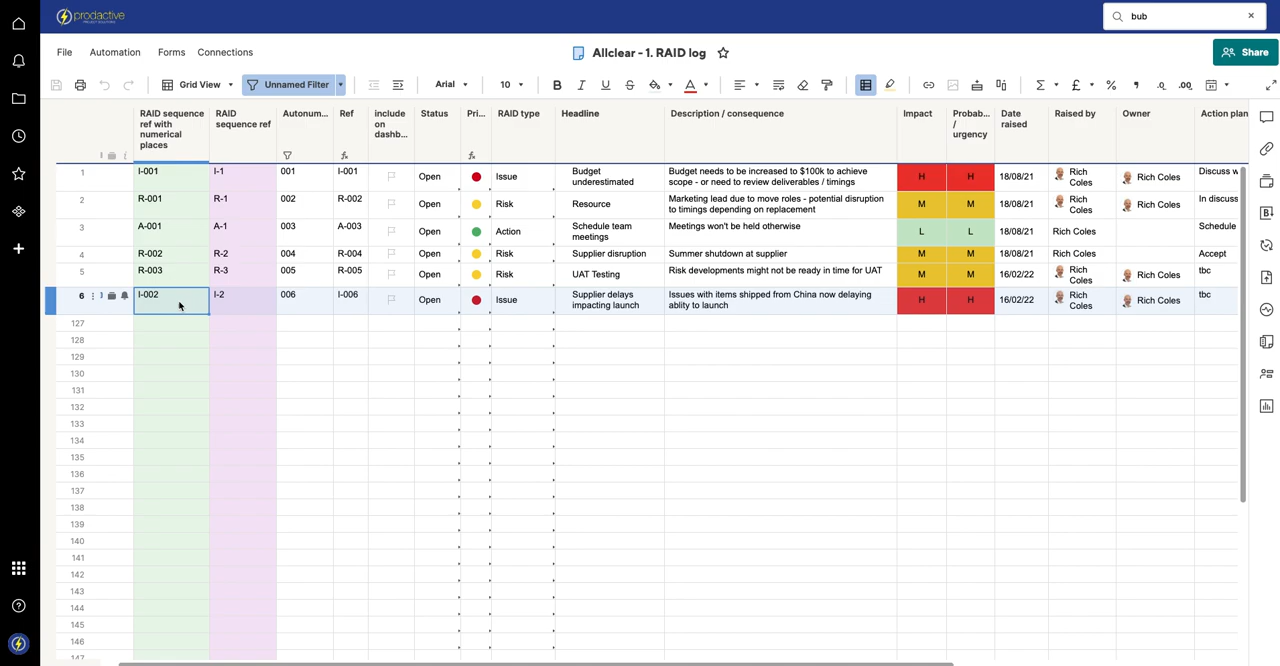 prodactive
PROJECT SOLUTIONS
bub
File Automation Forms Connections
Allclear - 1. RAID log
Share
Grid View
Unnamed Filter
Arial
10
RAID sequence ref with numerical places
RAID sequence ref
Autonum...
Ref
include on dashb...
Status
Pri...
RAID type
Headline
Description / consequence
Impact
Probab... / urgency
Date raised
Raised by
Owner
Action plan
1 I-001 I-1 001 I-001 Open Issue Budget underestimated Budget needs to be increased to $100k to achieve scope - or need to review deliverables / timings H H 18/08/21 Rich Coles Rich Coles Discuss w
2 R-001 R-1 002 R-002 Open Risk Resource Marketing lead due to move roles - potential disruption to timings depending on replacement M M 18/08/21 Rich Coles Rich Coles In discuss
3 A-001 A-1 003 A-003 Open Action Schedule team meetings Meetings won't be held otherwise L L 18/08/21 Rich Coles Schedule
4 R-002 R-2 004 R-004 Open Risk Supplier disruption Summer shutdown at supplier M M 18/08/21 Rich Coles Accept
5 R-003 R-3 005 R-005 Open Risk UAT Testing Risk developments might not be ready in time for UAT M M 16/02/22 Rich Coles Rich Coles tbc
6 I-002 I-2 006 I-006 Open Issue Supplier delays impacting launch Issues with items shipped from China now delaying ablity to launch H H 16/02/22 Rich Coles Rich Coles tbc
127
128
129
130
131
132
133
134
135
136
137
138
139
140
141
142
143
144
145
146
147